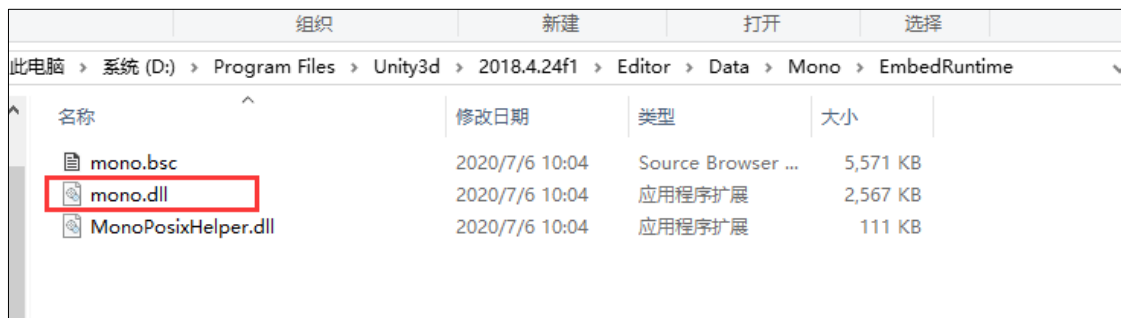 组织 新建 打开 选择
此电脑 › 系统 (D:) › Program Files › Unity3d › 2018.4.24f1 › Editor › Data › Mono › EmbedRuntime
名称 修改日期 类型 大小
mono.bsc 2020/7/6 10:04 Source Browser ... 5,571 KB
mono.dll 2020/7/6 10:04 应用程序扩展 2,567 KB
MonoPosixHelper.dll 2020/7/6 10:04 应用程序扩展 111 KB